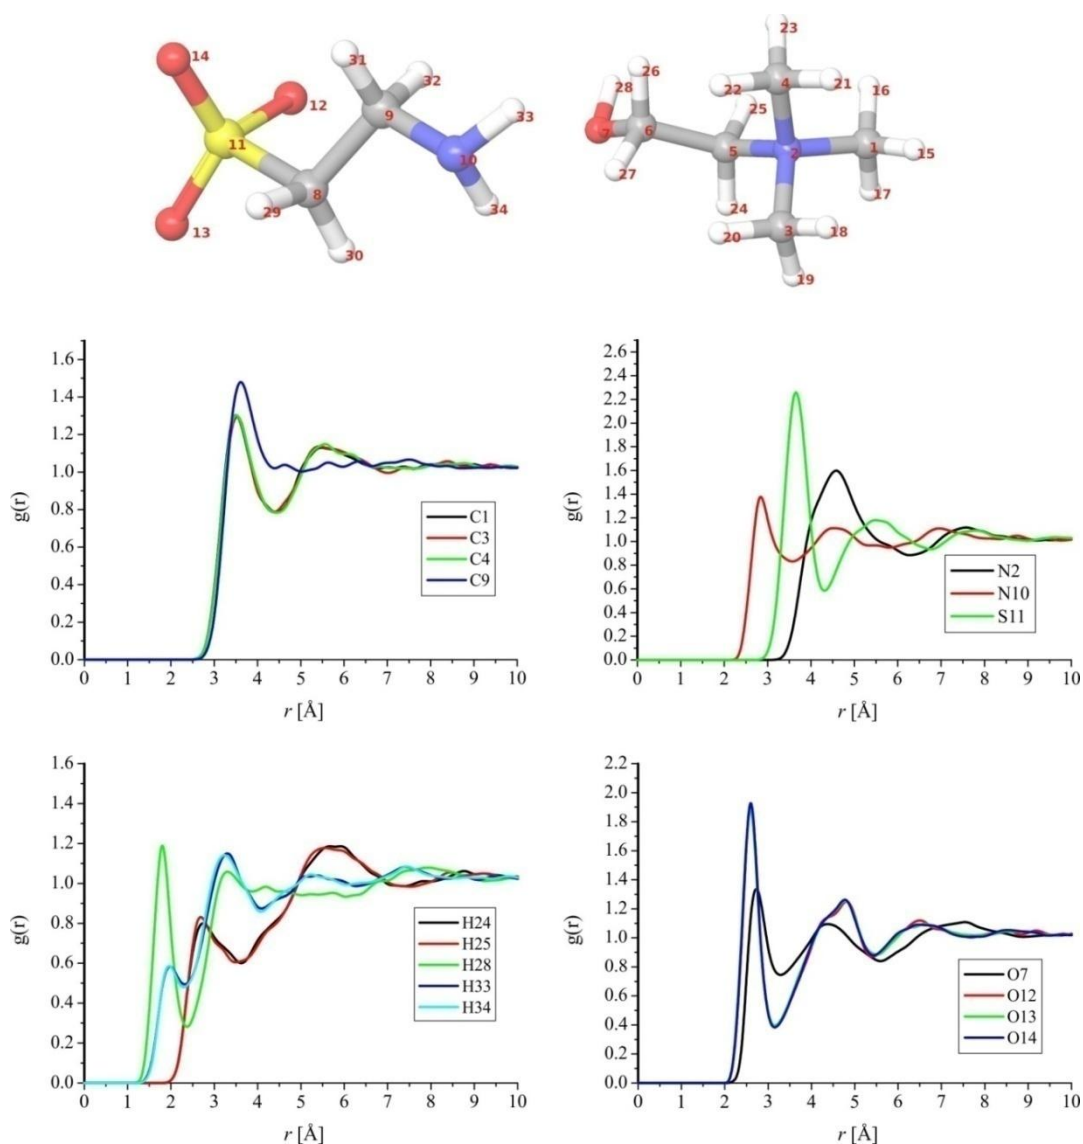 14
31
32
12
9
33
11
10
8
29
34
13
30
23
26
28
4
22
21
16
25
7
6
5
2
1
15
27
17
24
20
3
18
19
1.6
1.4
1.2
1.0
0.8
0.6
0.4
0.2
0.0
g(r)
0 1 2 3 4 5 6 7 8 9 10
r [Å]
C1
C3
C4
C9
2.6
2.4
2.2
2.0
1.8
1.6
1.4
1.2
1.0
0.8
0.6
0.4
0.2
0.0
g(r)
0 1 2 3 4 5 6 7 8 9 10
r [Å]
N2
N10
S11
1.6
1.4
1.2
1.0
0.8
0.6
0.4
0.2
0.0
g(r)
0 1 2 3 4 5 6 7 8 9 10
r [Å]
H24
H25
H28
H33
H34
2.2
2.0
1.8
1.6
1.4
1.2
1.0
0.8
0.6
0.4
0.2
0.0
g(r)
0 1 2 3 4 5 6 7 8 9 10
r [Å]
O7
O12
O13
O14